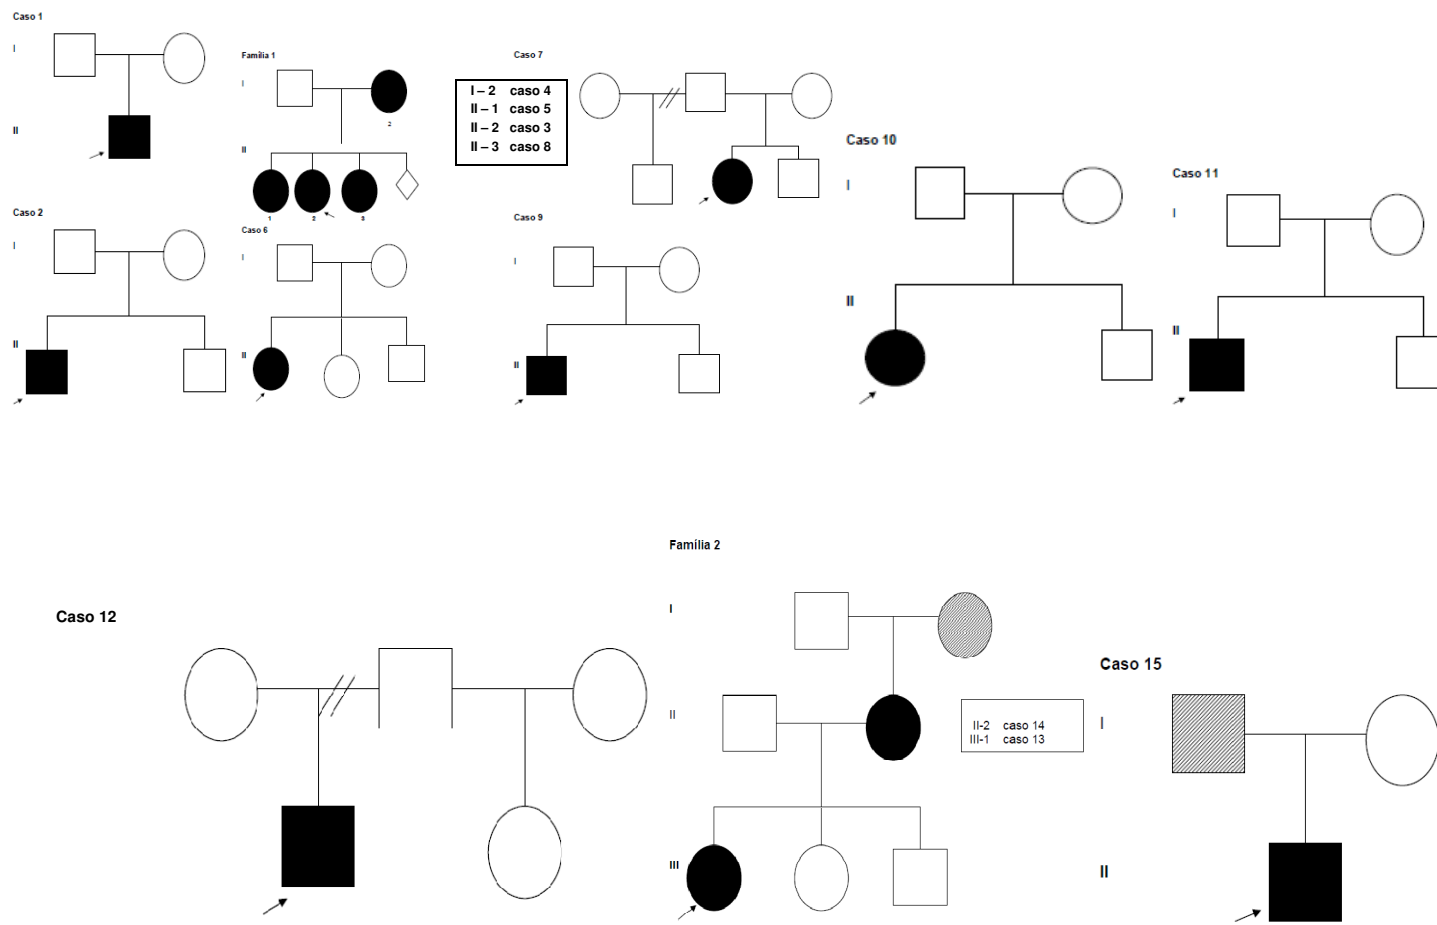 Caso 1
I
II
Família 1
I
2
II
1 2 3
Caso 7
I – 2 caso 4
II – 1 caso 5
II – 2 caso 3
II – 3 caso 8
Caso 10
I
II
Caso 11
I
II
Caso 2
I
II
Caso 6
I
II
Caso 9
I
II
Caso 12
Família 2
I
II
II-2 caso 14
III-1 caso 13
III
Caso 15
I
II